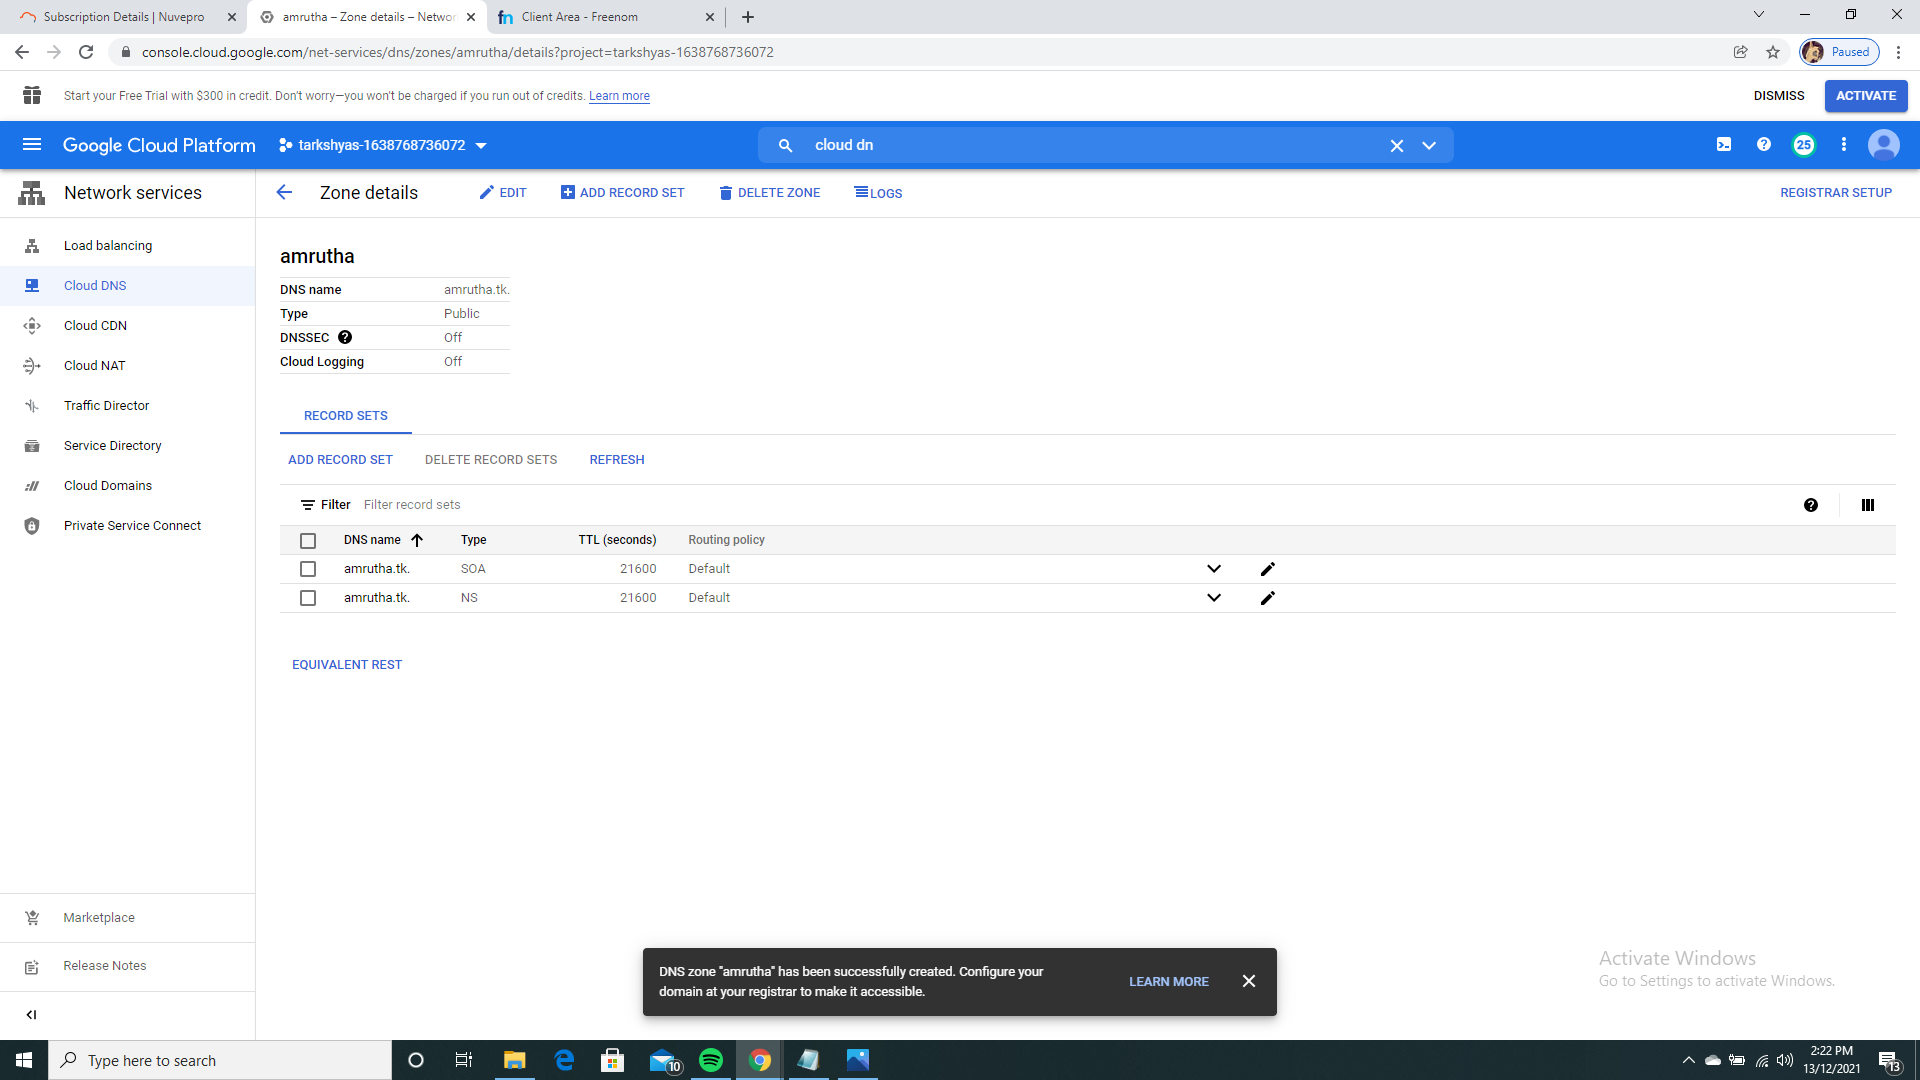 Subscription Details | Nuvepro
amrutha – Zone details – Networ
fn Client Area - Freenom
console.cloud.google.com/net-services/dns/zones/amrutha/details?project=tarkshyas-1638768736072
Paused
Start your Free Trial with $300 in credit. Don't worry—you won't be charged if you run out of credits. Learn more
DISMISS
ACTIVATE
Google Cloud Platform
tarkshyas-1638768736072
cloud dn
25
Network services
Zone details
EDIT
ADD RECORD SET
DELETE ZONE
LOGS
REGISTRAR SETUP
Load balancing
Cloud DNS
Cloud CDN
Cloud NAT
Traffic Director
Service Directory
Cloud Domains
Private Service Connect
Marketplace
Release Notes
amrutha
DNS name amrutha.tk.
Type Public
DNSSEC Off
Cloud Logging Off
RECORD SETS
ADD RECORD SET DELETE RECORD SETS REFRESH
Filter Filter record sets
DNS name Type TTL (seconds) Routing policy
amrutha.tk. SOA 21600 Default
amrutha.tk. NS 21600 Default
EQUIVALENT REST
DNS zone "amrutha" has been successfully created. Configure your
domain at your registrar to make it accessible.
LEARN MORE
Activate Windows
Go to Settings to activate Windows.
Type here to search
10
2:22 PM
13/12/2021
13